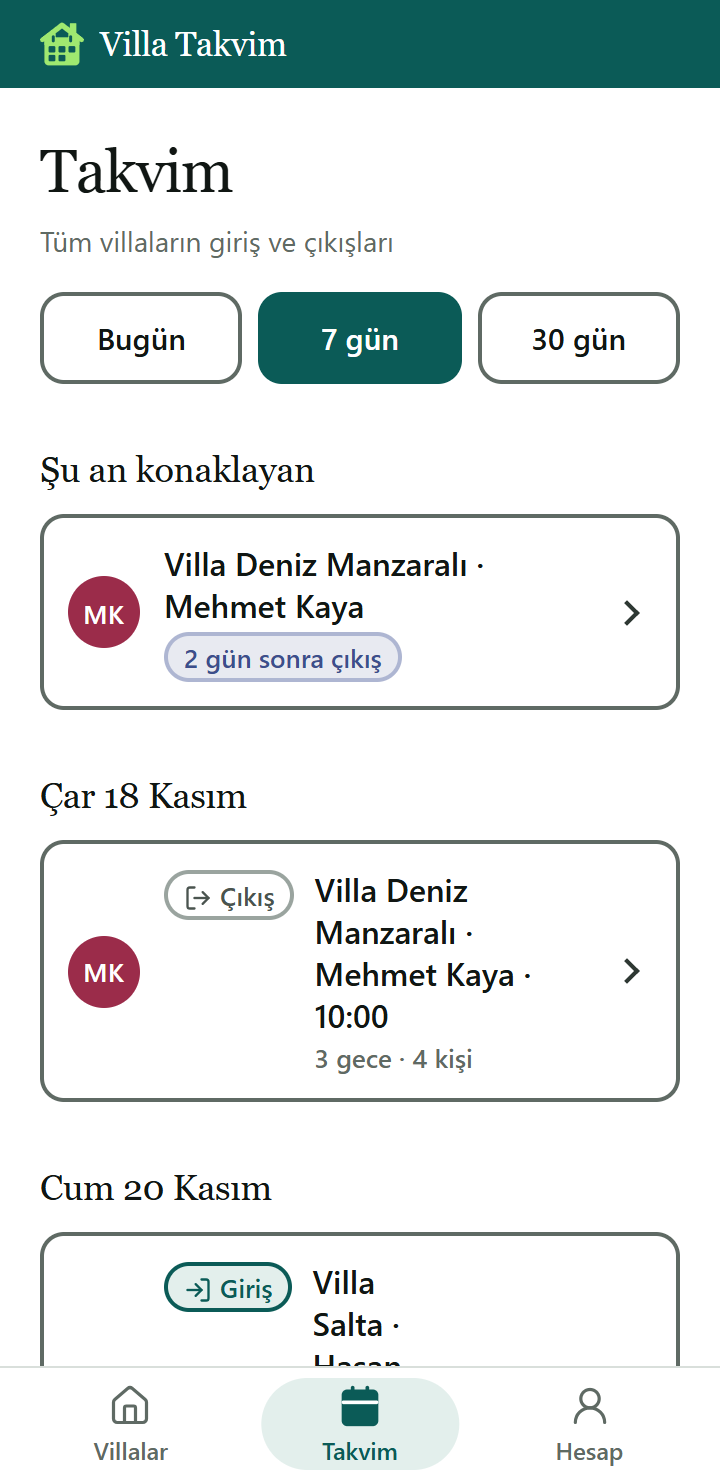 Villa Takvim
Takvim
Tüm villaların giriş ve çıkışları
Bugün
7 gün
30 gün
Şu an konaklayan
MK
Villa Deniz Manzaralı ·
Mehmet Kaya
2 gün sonra çıkış
Çar 18 Kasım
MK
Çıkış
Villa Deniz
Manzaralı ·
Mehmet Kaya ·
10:00
3 gece · 4 kişi
Cum 20 Kasım
Giriş
Villa
Salta ·
Hasan
Villalar
Takvim
Hesap